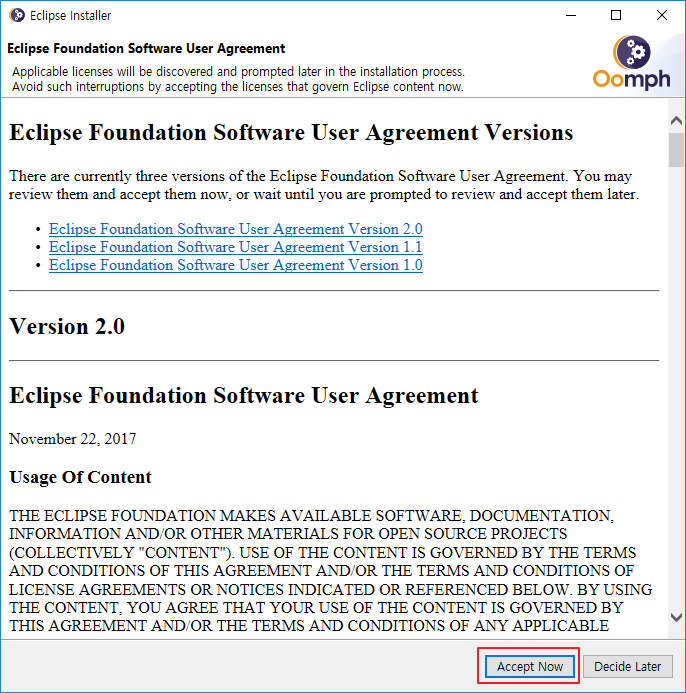 Eclipse Installer
Eclipse Foundation Software User Agreement
Applicable licenses will be discovered and prompted later in the installation process.
Avoid such interruptions by accepting the licenses that govern Eclipse content now.
Oomph
Eclipse Foundation Software User Agreement Versions
There are currently three versions of the Eclipse Foundation Software User Agreement. You may
review them and accept them now, or wait until you are prompted to review and accept them later.
• Eclipse Foundation Software User Agreement Version 2.0
• Eclipse Foundation Software User Agreement Version 1.1
• Eclipse Foundation Software User Agreement Version 1.0
Version 2.0
Eclipse Foundation Software User Agreement
November 22, 2017
Usage Of Content
THE ECLIPSE FOUNDATION MAKES AVAILABLE SOFTWARE, DOCUMENTATION,
INFORMATION AND/OR OTHER MATERIALS FOR OPEN SOURCE PROJECTS
(COLLECTIVELY "CONTENT"). USE OF THE CONTENT IS GOVERNED BY THE TERMS
AND CONDITIONS OF THIS AGREEMENT AND/OR THE TERMS AND CONDITIONS OF
LICENSE AGREEMENTS OR NOTICES INDICATED OR REFERENCED BELOW. BY USING
THE CONTENT, YOU AGREE THAT YOUR USE OF THE CONTENT IS GOVERNED BY
THIS AGREEMENT AND/OR THE TERMS AND CONDITIONS OF ANY APPLICABLE
Accept Now
Decide Later